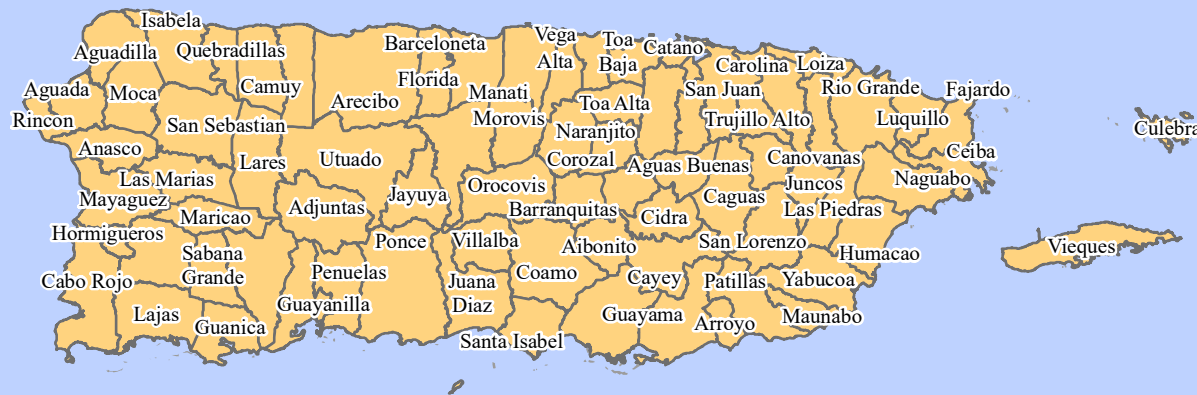 Isabela
Aguadilla
Quebradillas
Barceloneta
Vega
Alta
Toa
Baja
Catano
Carolina
Loiza
Aguada
Moca
Camuy
Florida
Arecibo
Manati
San Juan
Rio Grande
Fajardo
Rincon
San Sebastian
Morovis
Toa Alta
Trujillo Alto
Luquillo
Culebra
Naranjito
Anasco
Lares
Utuado
Corozal
Aguas Buenas
Canovanas
Ceiba
Las Marias
Mayaguez
Adjuntas
Jayuya
Orocovis
Caguas
Juncos
Naguabo
Maricao
Barranquitas
Cidra
Las Piedras
Hormigueros
Ponce
Villalba
Aibonito
San Lorenzo
Humacao
Vieques
Sabana
Grande
Cabo Rojo
Penuelas
Juana
Diaz
Coamo
Cayey
Patillas
Yabucoa
Lajas
Guanica
Guayanilla
Santa Isabel
Guayama
Arroyo
Maunabo